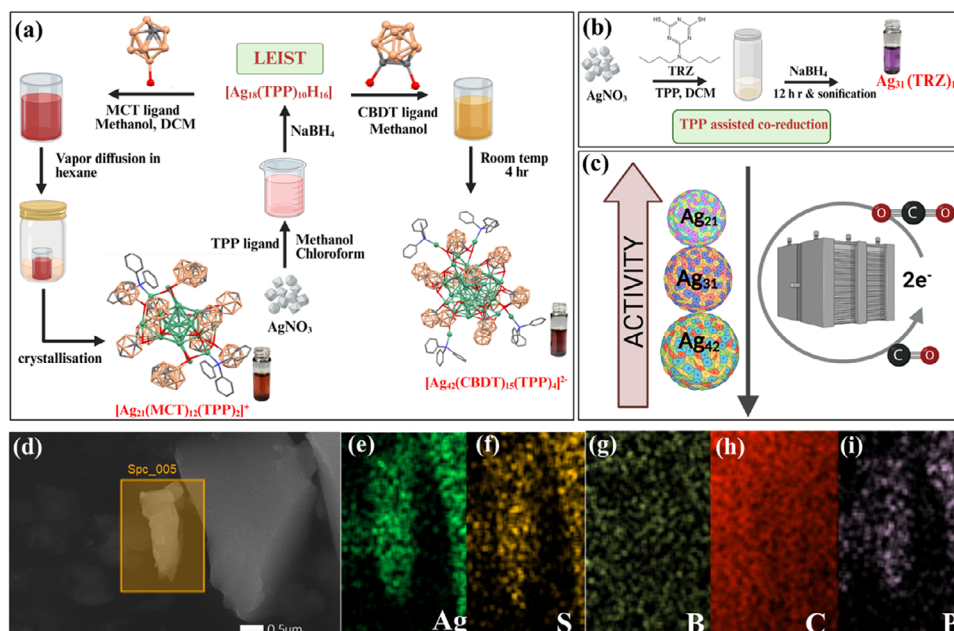 (a)
LEIST
[Ag18(TPP)10H16]
MCT ligand
Methanol, DCM
CBDT ligand
Methanol
NaBH4
Vapor diffusion in
hexane
Room temp
4 hr
TPP ligand
Methanol
Chloroform
AgNO3
crystallisation
[Ag21(MCT)12(TPP)2]+
[Ag42(CBDT)15(TPP)4]2-
(b)
HS
SH
N
N
N
N
AgNO3
TRZ
TPP, DCM
NaBH4
12 h r & sonification
Ag31(TRZ)
TPP assisted co-reduction
(c)
ACTIVITY
Ag21
Ag31
Ag42
O C O
2e-
C O
(d)
Spc_005
0.5μm
(e)
Ag
(f)
S
(g)
B
(h)
C
(i)
P